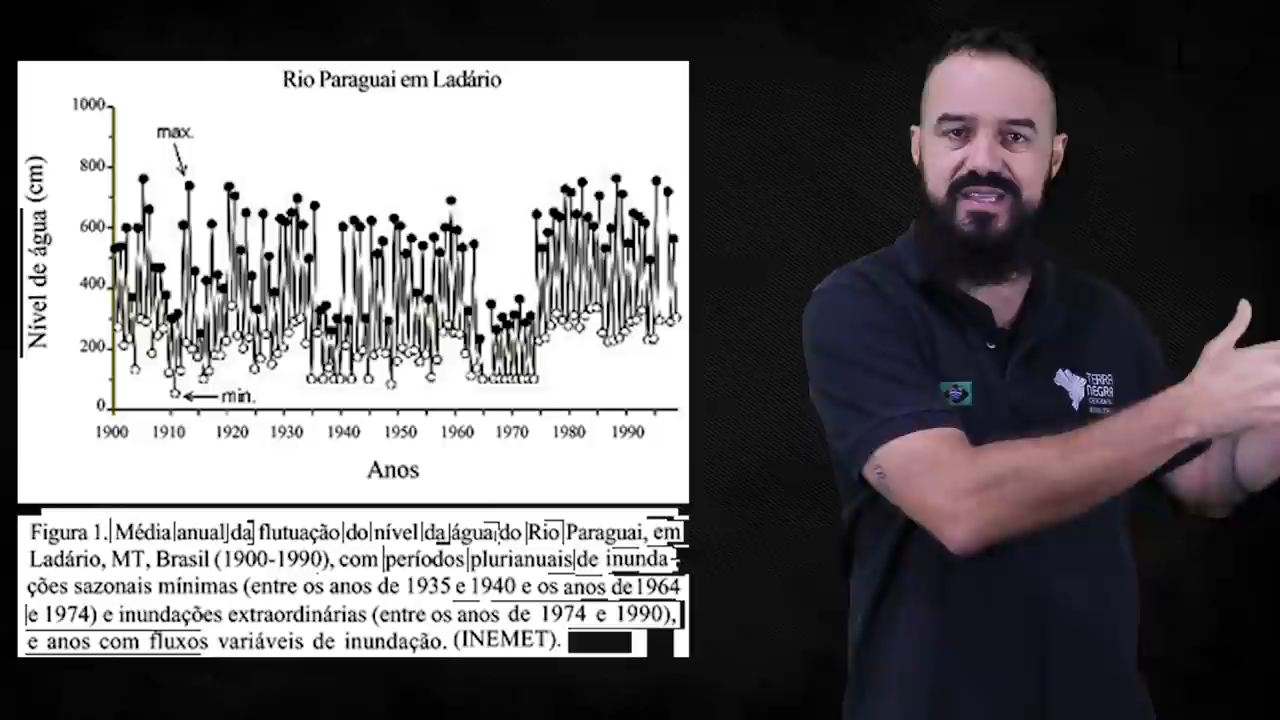 Rio Paraguai em Ladário
1000
max.
800
600
400
200
0
min.
Nível de água (cm)
1900 1910 1920 1930 1940 1950 1960 1970 1980 1990
Anos
Figura 1. Média anual da flutuação do nível da água do Rio Paraguai, em
Ladário, MT, Brasil (1900-1990), com períodos plurianuais de inunda-
ções sazonais mínimas (entre os anos de 1935 e 1940 e os anos de 1964
e 1974) e inundações extraordinárias (entre os anos de 1974 e 1990),
e anos com fluxos variáveis de inundação. (INEMET).
TERRA
NEGRA